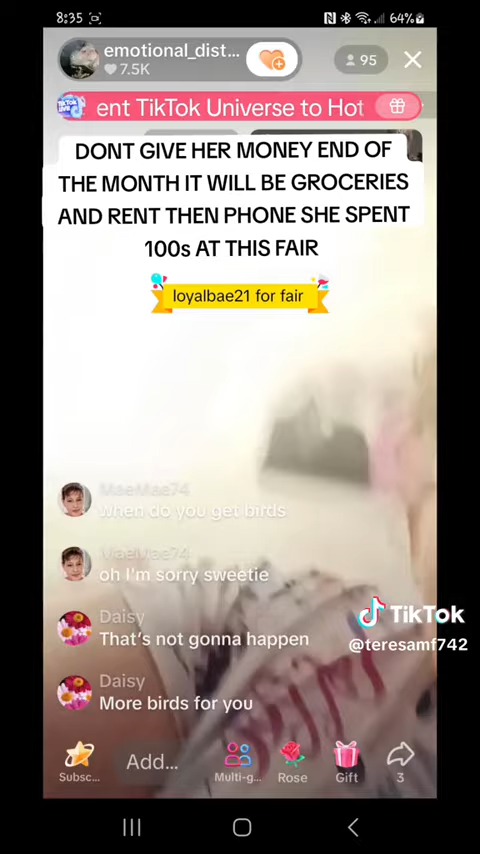 8:35
64%
emotional_dist...
7.5K
95
ent TikTok Universe to Hot
DONT GIVE HER MONEY END OF
THE MONTH IT WILL BE GROCERIES
AND RENT THEN PHONE SHE SPENT
100s AT THIS FAIR
loyalbae21 for fair
MaeMae74
when do you get birds
MaeMae74
oh I'm sorry sweetie
Daisy
That's not gonna happen
Daisy
More birds for you
TikTok
@teresamf742
Add...
Subsc...
Multi-g...
Rose
Gift
3